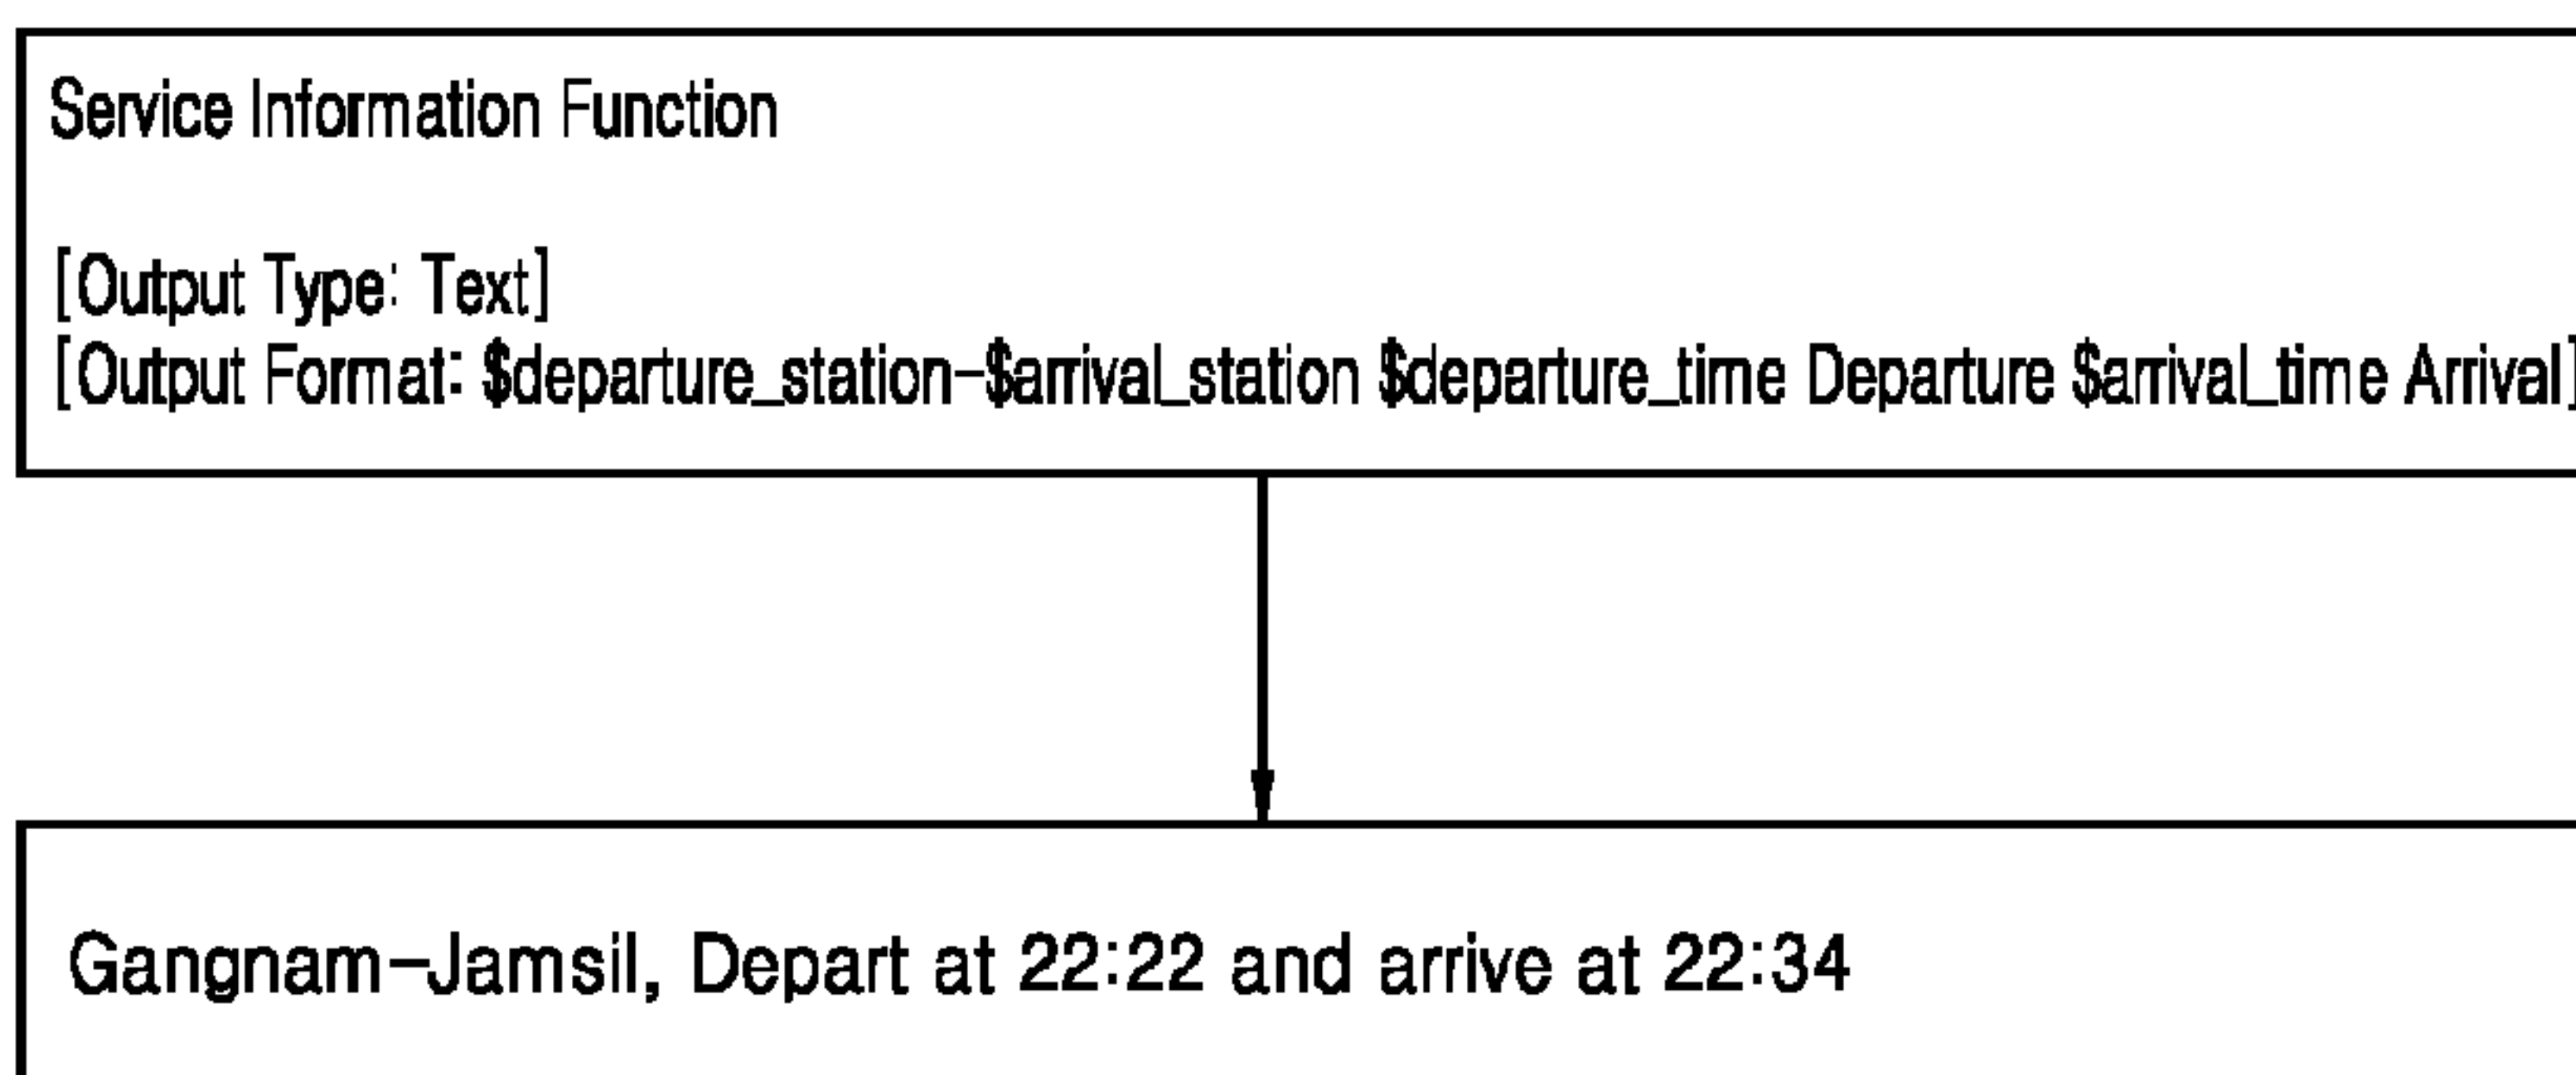 Service Information Function
[Output Type: Text]
[Output Format: $departure_station-$arrival_station $departure_time Departure $arrival_time Arrival]
Gangnam-Jamsil, Depart at 22:22 and arrive at 22:34